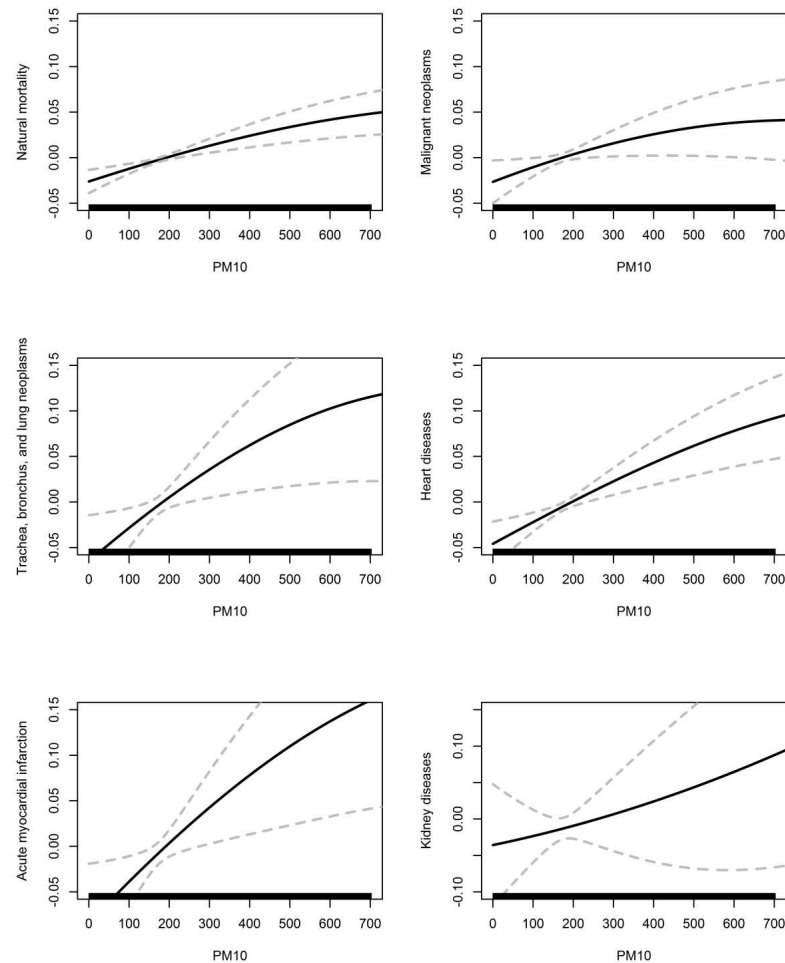 Natural mortality
0.15
0.10
0.05
0.00
-0.05
0 100 200 300 400 500 600 700
PM10
Malignant neoplasms
0.15
0.10
0.05
0.00
-0.05
0 100 200 300 400 500 600 700
PM10
Trachea, bronchus, and lung neoplasms
0.15
0.10
0.05
0.00
-0.05
0 100 200 300 400 500 600 700
PM10
Heart diseases
0.15
0.10
0.05
0.00
-0.05
0 100 200 300 400 500 600 700
PM10
Acute myocardial infarction
0.15
0.10
0.05
0.00
-0.05
0 100 200 300 400 500 600 700
PM10
Kidney diseases
0.10
0.00
-0.10
0 100 200 300 400 500 600 700
PM10